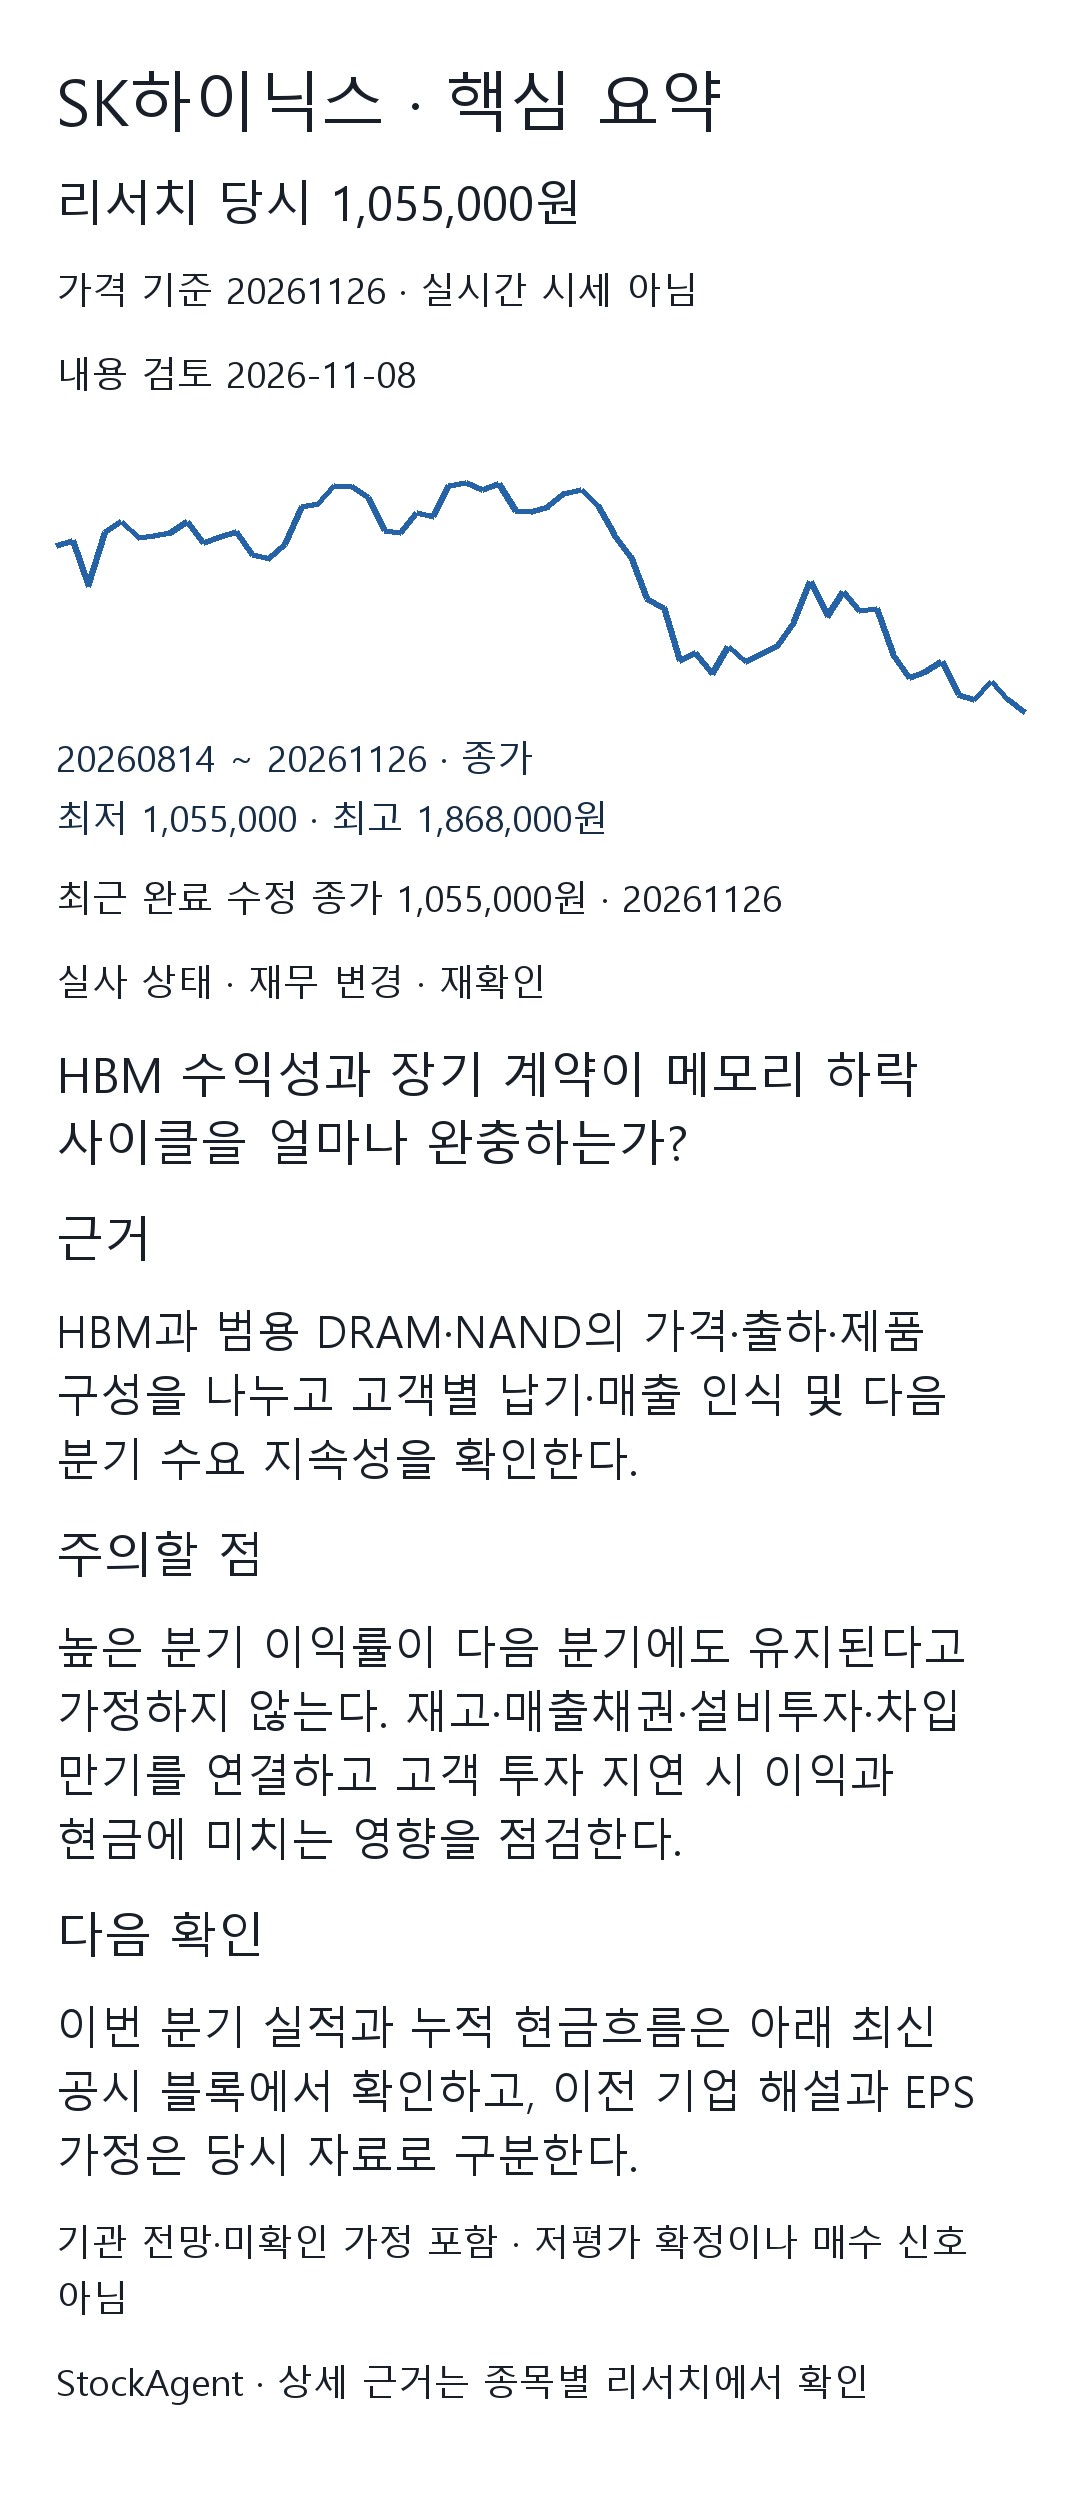 SK하이닉스 · 핵심 요약
리서치 당시 1,055,000원
가격 기준 20261126 · 실시간 시세 아님
내용 검토 2026-11-08
20260814 ~ 20261126 · 종가
최저 1,055,000 · 최고 1,868,000원
최근 완료 수정 종가 1,055,000원 · 20261126
실사 상태 · 재무 변경 · 재확인
HBM 수익성과 장기 계약이 메모리 하락
사이클을 얼마나 완충하는가?
근거
HBM과 범용 DRAM·NAND의 가격·출하·제품
구성을 나누고 고객별 납기·매출 인식 및 다음
분기 수요 지속성을 확인한다.
주의할 점
높은 분기 이익률이 다음 분기에도 유지된다고
가정하지 않는다. 재고·매출채권·설비투자·차입
만기를 연결하고 고객 투자 지연 시 이익과
현금에 미치는 영향을 점검한다.
다음 확인
이번 분기 실적과 누적 현금흐름은 아래 최신
공시 블록에서 확인하고, 이전 기업 해설과 EPS
가정은 당시 자료로 구분한다.
기관 전망·미확인 가정 포함 · 저평가 확정이나 매수 신호
아님
StockAgent · 상세 근거는 종목별 리서치에서 확인